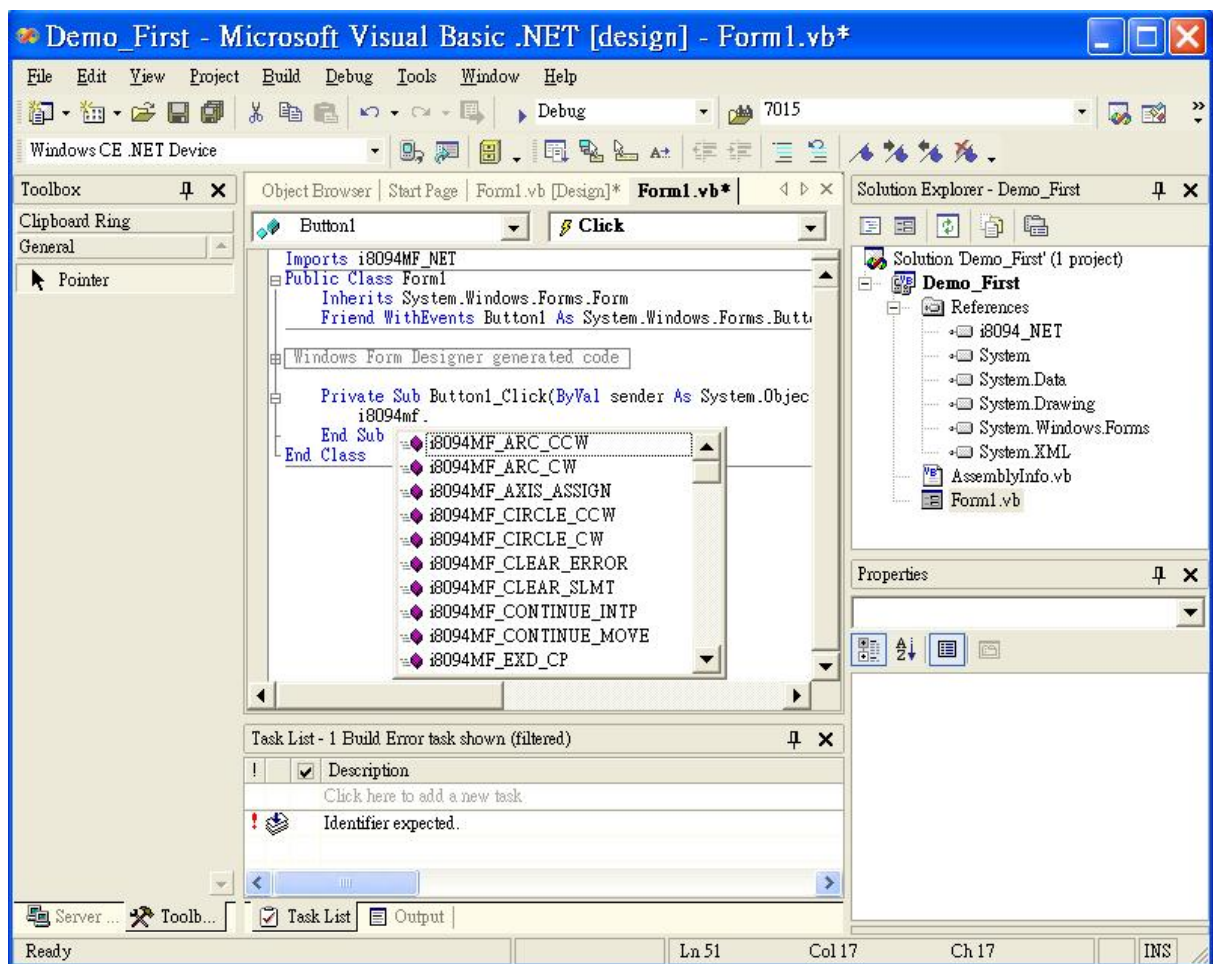 Demo_First - Microsoft Visual Basic .NET [design] - Form1.vb*
File Edit View Project Build Debug Tools Window Help
Debug 7015
Windows CE .NET Device
Toolbox
Clipboard Ring
General
Pointer
Server ... Toolb...
Object Browser Start Page Form1.vb [Design]* Form1.vb*
Button1 Click
Imports i8094MF_NET
Public Class Form1
Inherits System.Windows.Forms.Form
Friend WithEvents Button1 As System.Windows.Forms.Butt
Windows Form Designer generated code
Private Sub Button1_Click(ByVal sender As System.Objec
i8094mf.
End Sub
End Class
i8094MF_ARC_CCW
i8094MF_ARC_CW
i8094MF_AXIS_ASSIGN
i8094MF_CIRCLE_CCW
i8094MF_CIRCLE_CW
i8094MF_CLEAR_ERROR
i8094MF_CLEAR_SLMT
i8094MF_CONTINUE_INTP
i8094MF_CONTINUE_MOVE
i8094MF_EXD_CP
Task List - 1 Build Error task shown (filtered)
! Description
Click here to add a new task
! Identifier expected.
Task List Output
Solution Explorer - Demo_First
Solution 'Demo_First' (1 project)
Demo_First
References
i8094_NET
System
System.Data
System.Drawing
System.Windows.Forms
System.XML
AssemblyInfo.vb
Form1.vb
Properties
Ready Ln 51 Col 17 Ch 17 INS